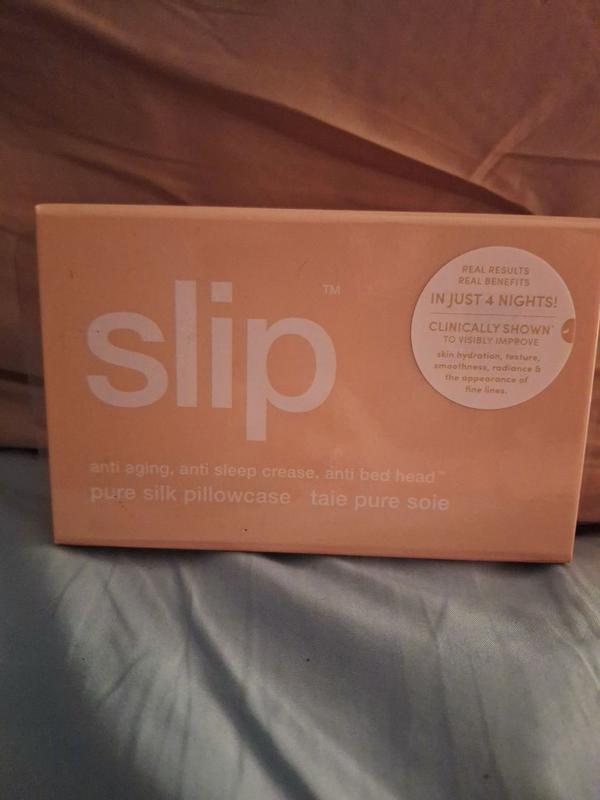 slip™
anti aging, anti sleep crease, anti bed head™
pure silk pillowcase taie pure soie
REAL RESULTS
REAL BENEFITS
IN JUST 4 NIGHTS!
CLINICALLY SHOWN*
TO VISIBLY IMPROVE
skin hydration, texture,
smoothness, radiance &
the appearance of
fine lines.